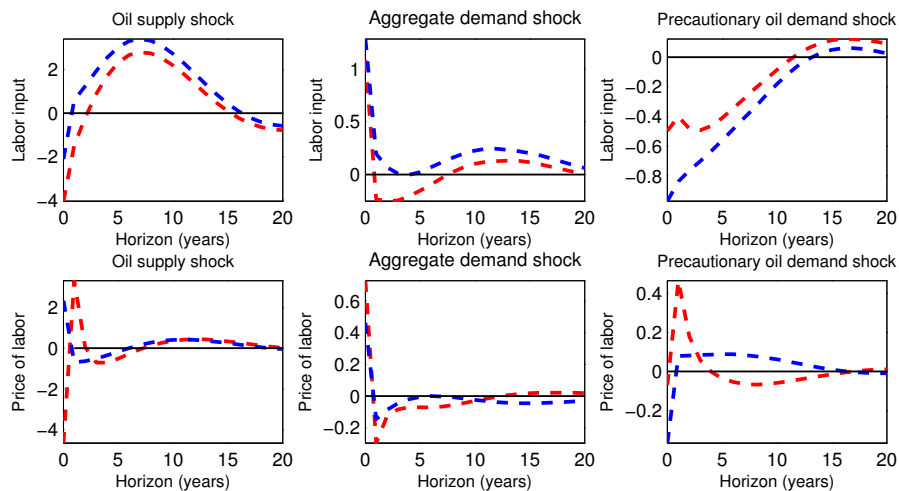 Oil supply shock
Aggregate demand shock
Precautionary oil demand shock
Labor input
2
0
−2
−4
0 5 10 15 20
Horizon (years)
Labor input
1
0.5
0
0 5 10 15 20
Horizon (years)
Labor input
0
−0.2
−0.4
−0.6
−0.8
0 5 10 15 20
Horizon (years)
Oil supply shock
Aggregate demand shock
Precautionary oil demand shock
Price of labor
2
0
−2
−4
0 5 10 15 20
Horizon (years)
Price of labor
0.6
0.4
0.2
0
−0.2
0 5 10 15 20
Horizon (years)
Price of labor
0.4
0.2
0
−0.2
0 5 10 15 20
Horizon (years)